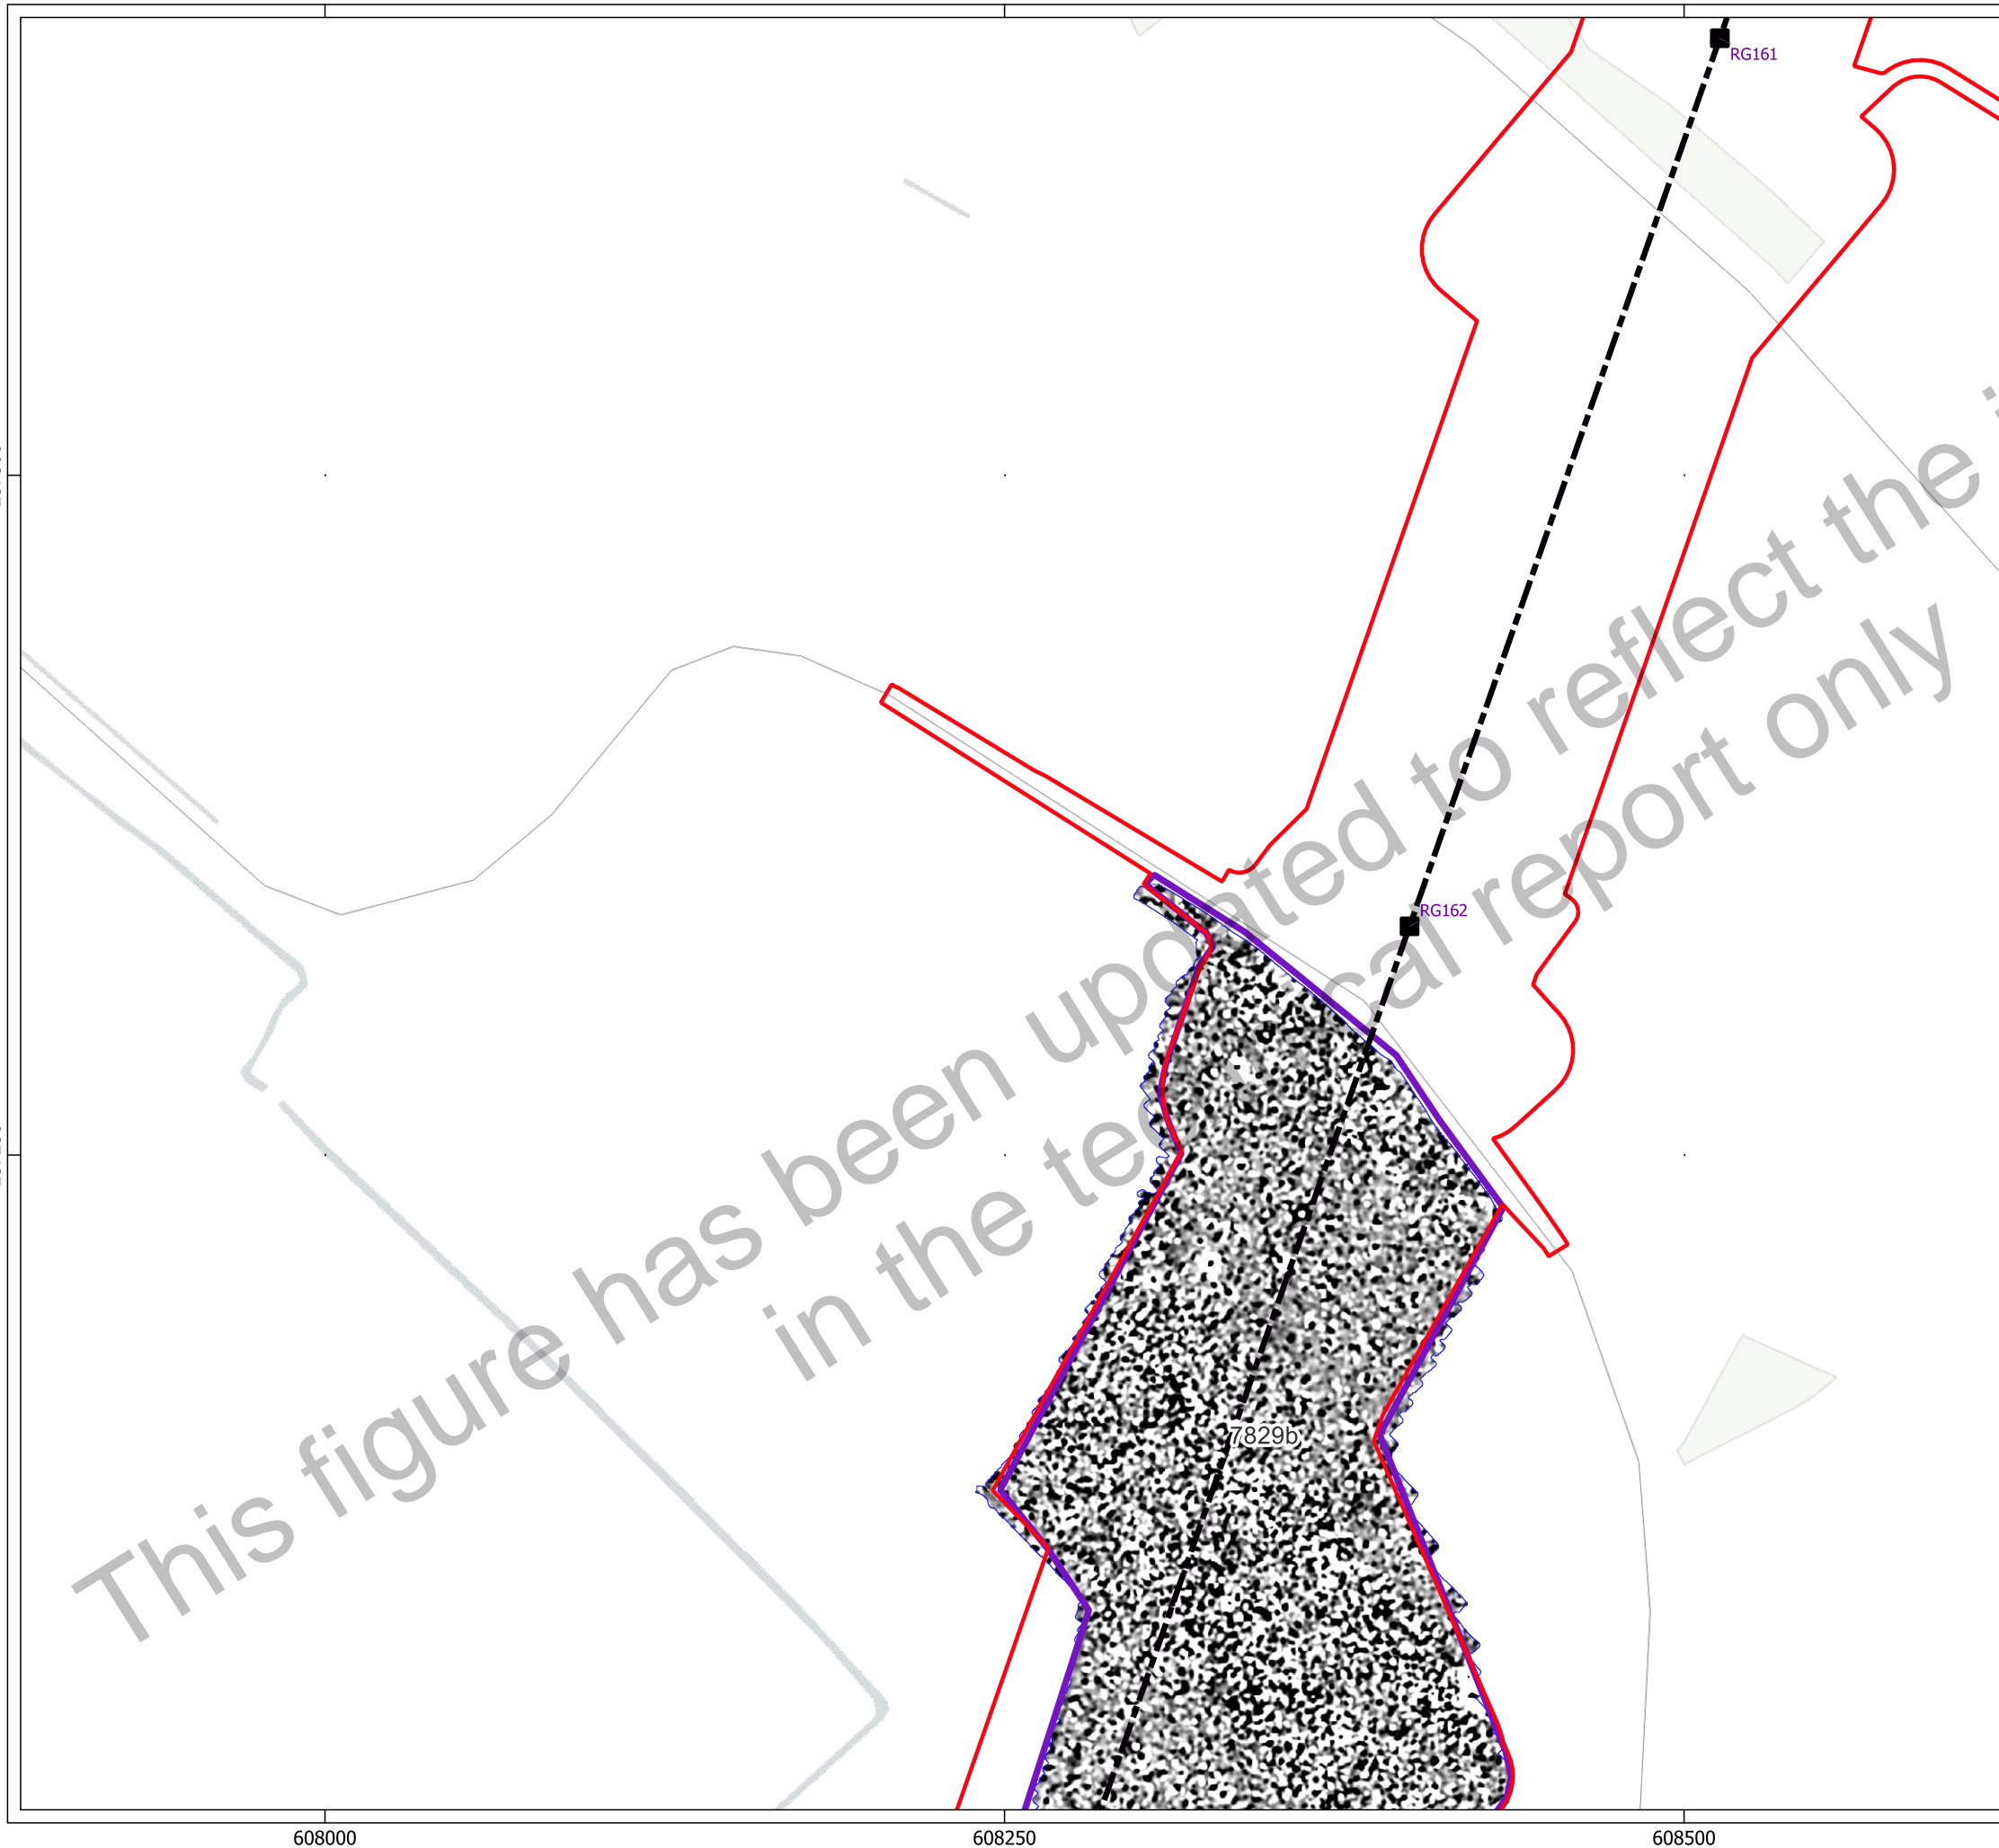 RG161
This figure has been updated to reflect the
in the technical report only
RG162
7829b
608000
608250
608500